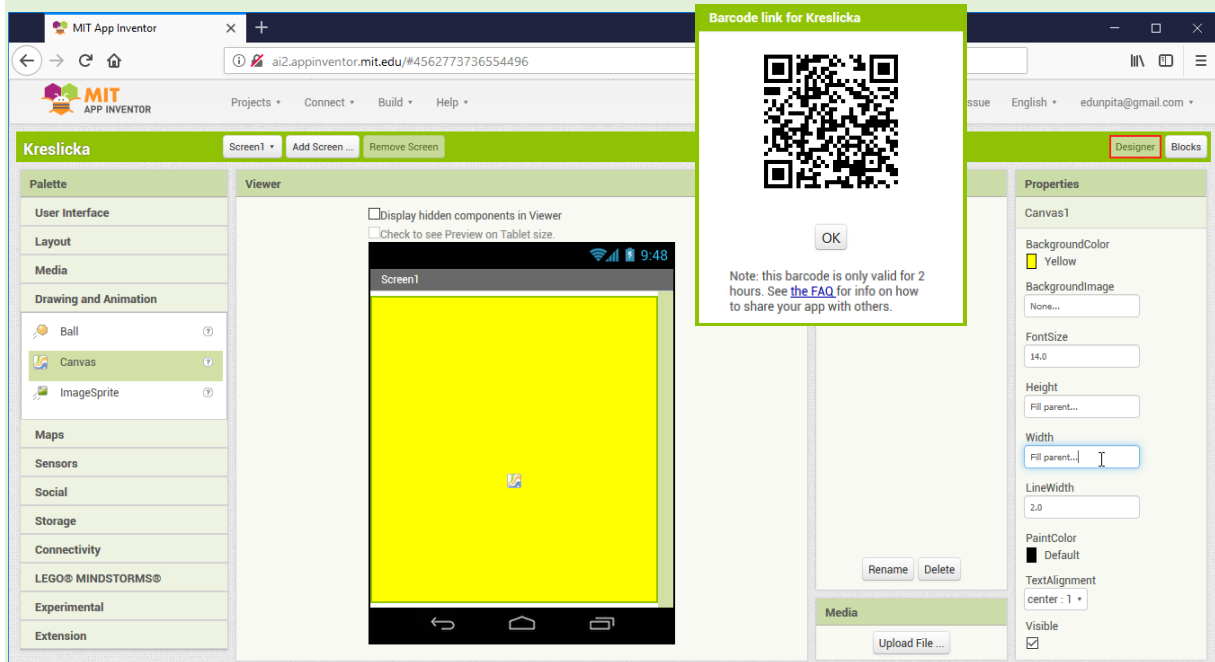 MIT App Inventor
ai2.appinventor.mit.edu/#4562773736554496
MIT
APP INVENTOR
Projects
Connect
Build
Help
ssue
English
edunpita@gmail.com
Barcode link for Kreslicka
OK
Note: this barcode is only valid for 2
hours. See the FAQ for info on how
to share your app with others.
Kreslicka
Screen1
Add Screen ...
Remove Screen
Designer
Blocks
Palette
User Interface
Layout
Media
Drawing and Animation
Ball
Canvas
ImageSprite
Maps
Sensors
Social
Storage
Connectivity
LEGO® MINDSTORMS®
Experimental
Extension
Viewer
Display hidden components in Viewer
Check to see Preview on Tablet size.
9:48
Screen1
Rename
Delete
Media
Upload File ...
Properties
Canvas1
BackgroundColor
Yellow
BackgroundImage
None...
FontSize
14.0
Height
Fill parent...
Width
Fill parent...
LineWidth
2.0
PaintColor
Default
TextAlignment
center : 1
Visible